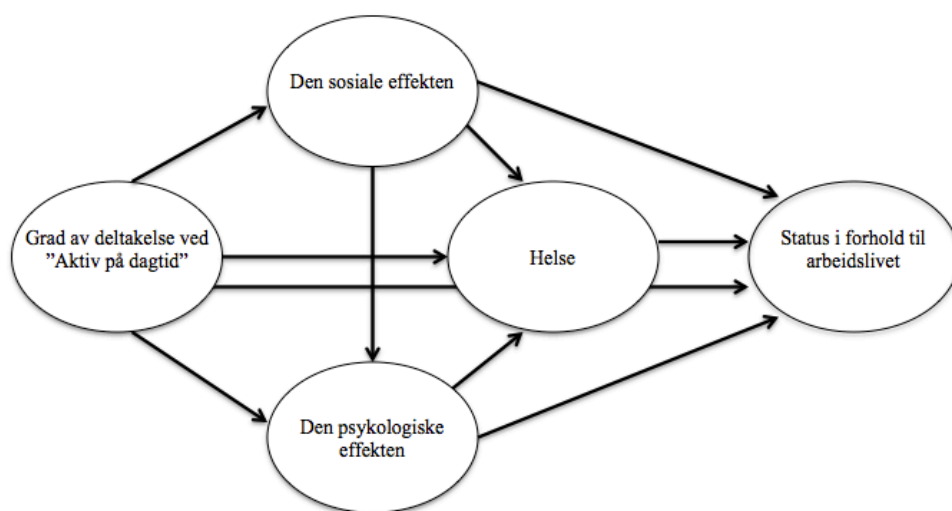 Den sosiale effekten
Grad av deltakelse ved
”Aktiv på dagtid”
Helse
Status i forhold til
arbeidslivet
Den psykologiske
effekten